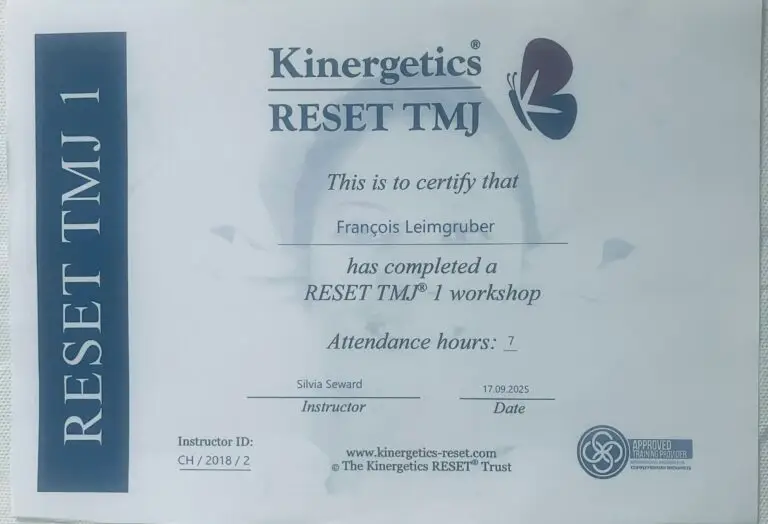 RESET TMJ 1
Kinergetics®
RESET TMJ
This is to certify that
François Leimgruber
has completed a
RESET TMJ® 1 workshop
Attendance hours: 7
Silvia Seward
Instructor
17.09.2025
Date
Instructor ID:
CH / 2018 / 2
www.kinergetics-reset.com
© The Kinergetics RESET® Trust
APPROVED
TRAINING PROVIDER